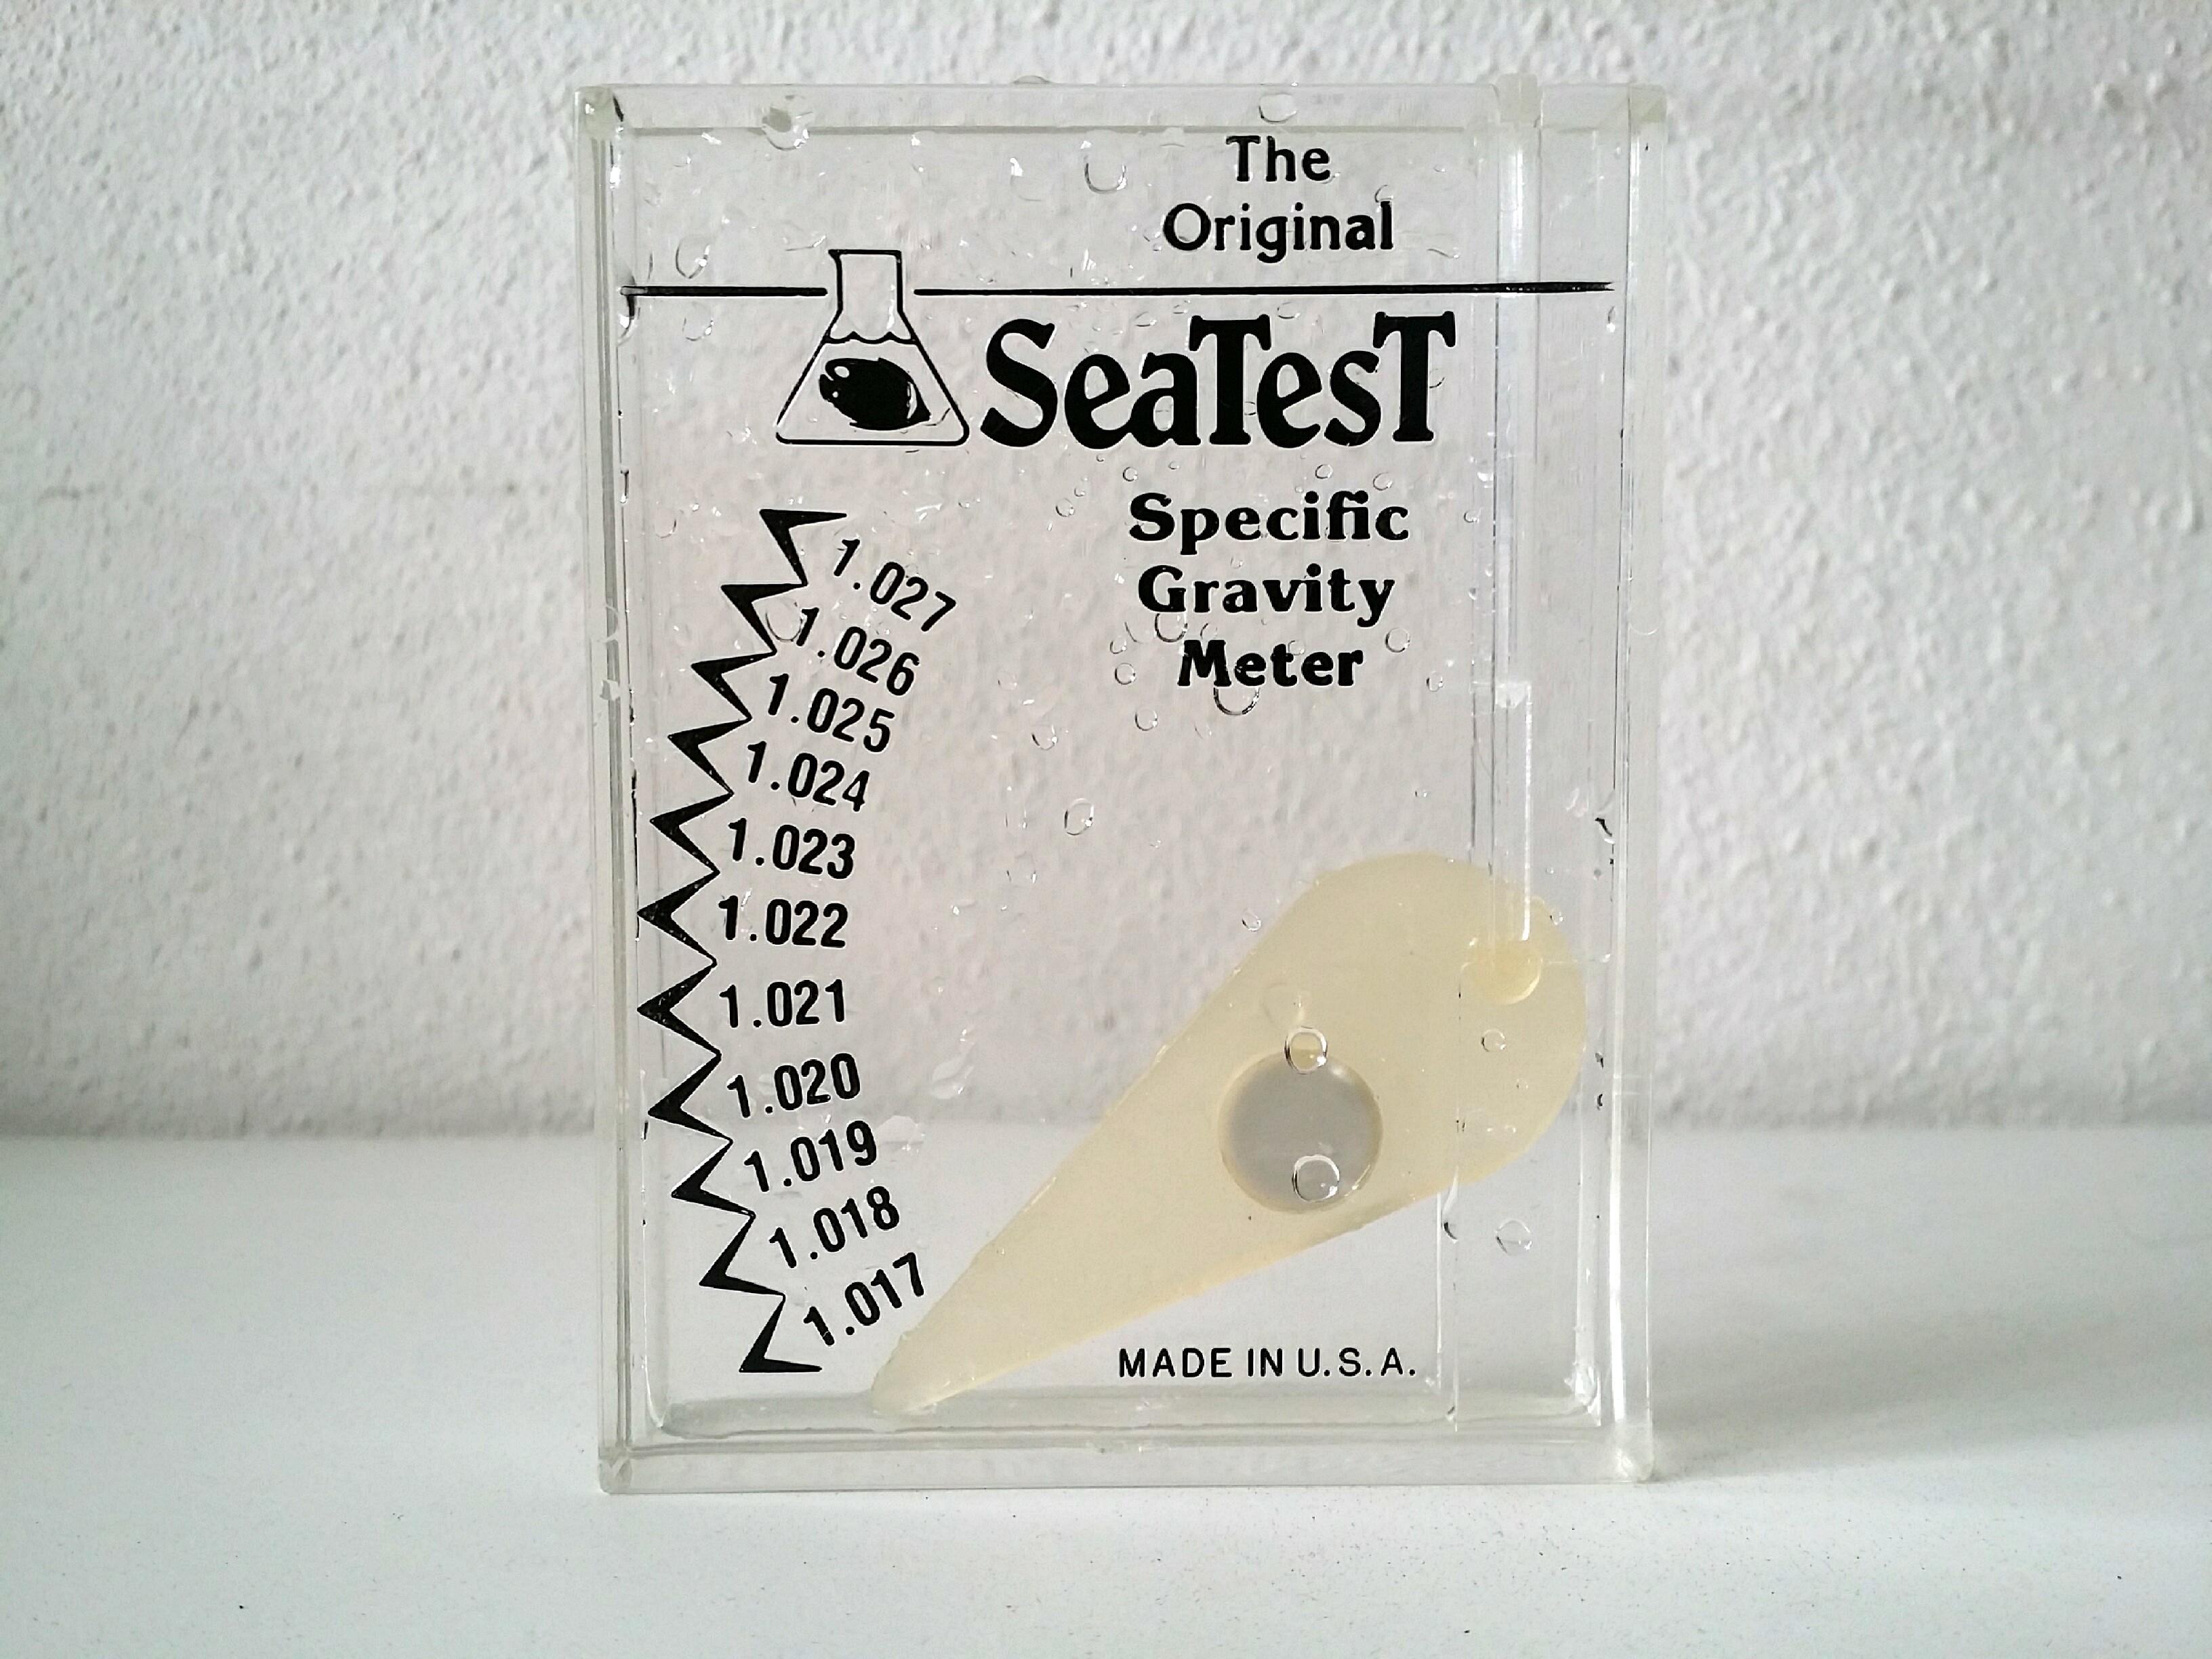 The
Original
SeaTesT
Specific
Gravity
Meter
1.027
1.026
1.025
1.024
1.023
1.022
1.021
1.020
1.019
1.018
1.017
MADE IN U.S.A.